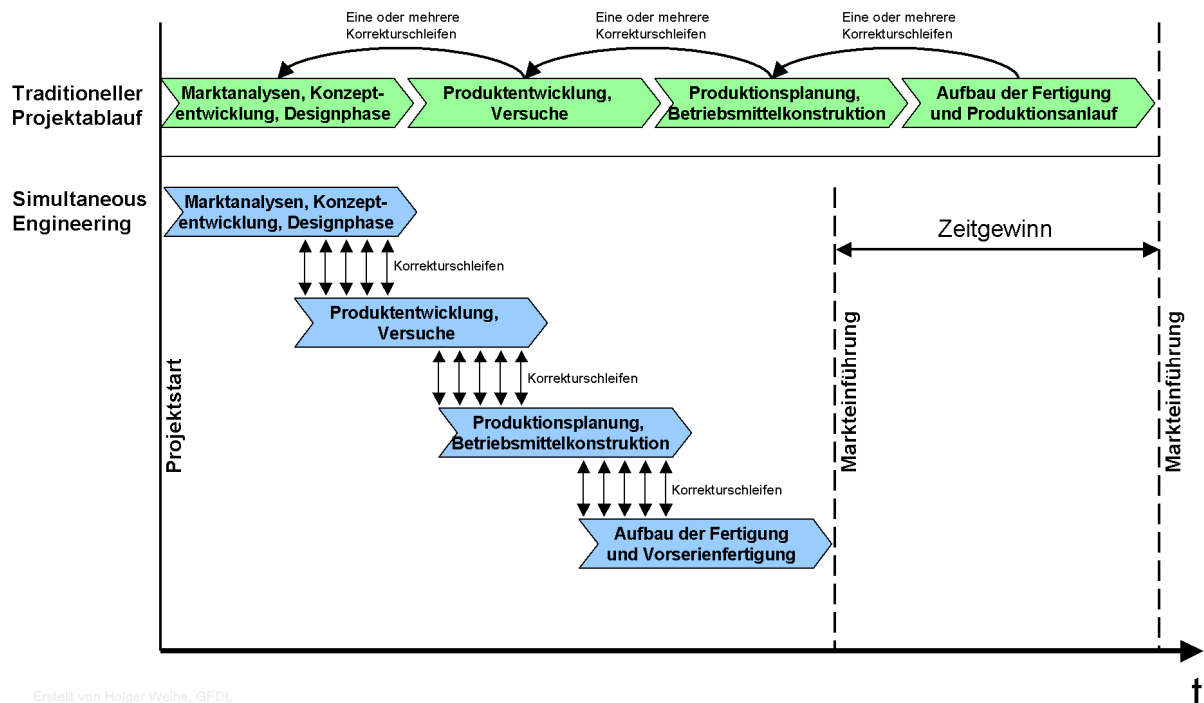 Eine oder mehrere
Korrekturschleifen
Eine oder mehrere
Korrekturschleifen
Eine oder mehrere
Korrekturschleifen
Traditioneller
Projektablauf
Marktanalysen, Konzept-
entwicklung, Designphase
Produktentwicklung,
Versuche
Produktionsplanung,
Betriebsmittelkonstruktion
Aufbau der Fertigung
und Produktionsanlauf
Simultaneous
Engineering
Marktanalysen, Konzept-
entwicklung, Designphase
Zeitgewinn
Korrekturschleifen
Produktentwicklung,
Versuche
Korrekturschleifen
Produktionsplanung,
Betriebsmittelkonstruktion
Korrekturschleifen
Aufbau der Fertigung
und Vorserienfertigung
Projektstart
Markteinführung
Markteinführung
t
Erstellt von Holger Weihe, GFDL